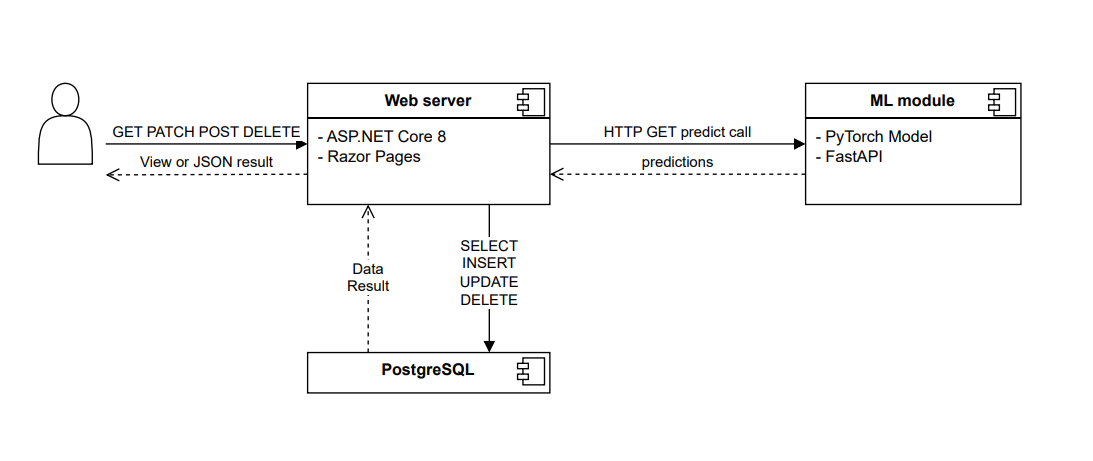 Web server
ML module
GET PATCH POST DELETE
- ASP.NET Core 8
HTTP GET predict call
- PyTorch Model
View or JSON result
- Razor Pages
predictions
- FastAPI
Data
Result
SELECT
INSERT
UPDATE
DELETE
PostgreSQL